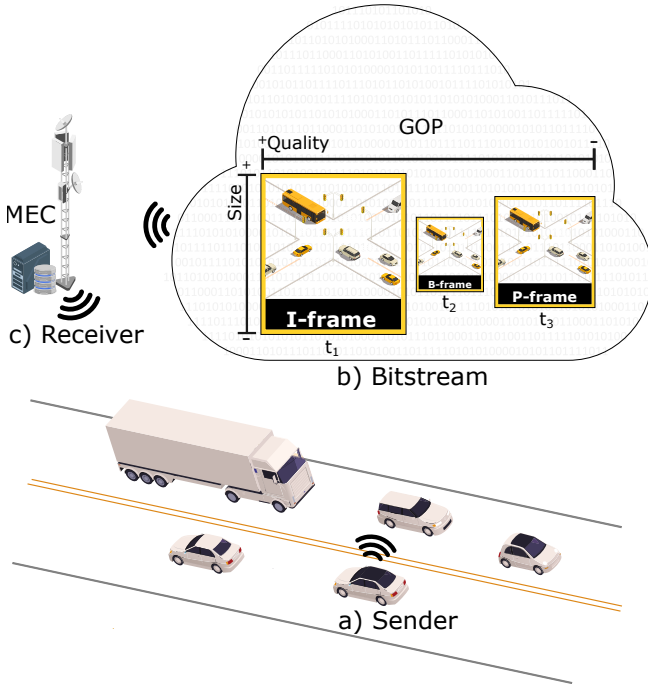 GOP
+Quality -
+
Size
-
MEC
I-frame
B-frame
P-frame
t1
t2
t3
c) Receiver
b) Bitstream
a) Sender